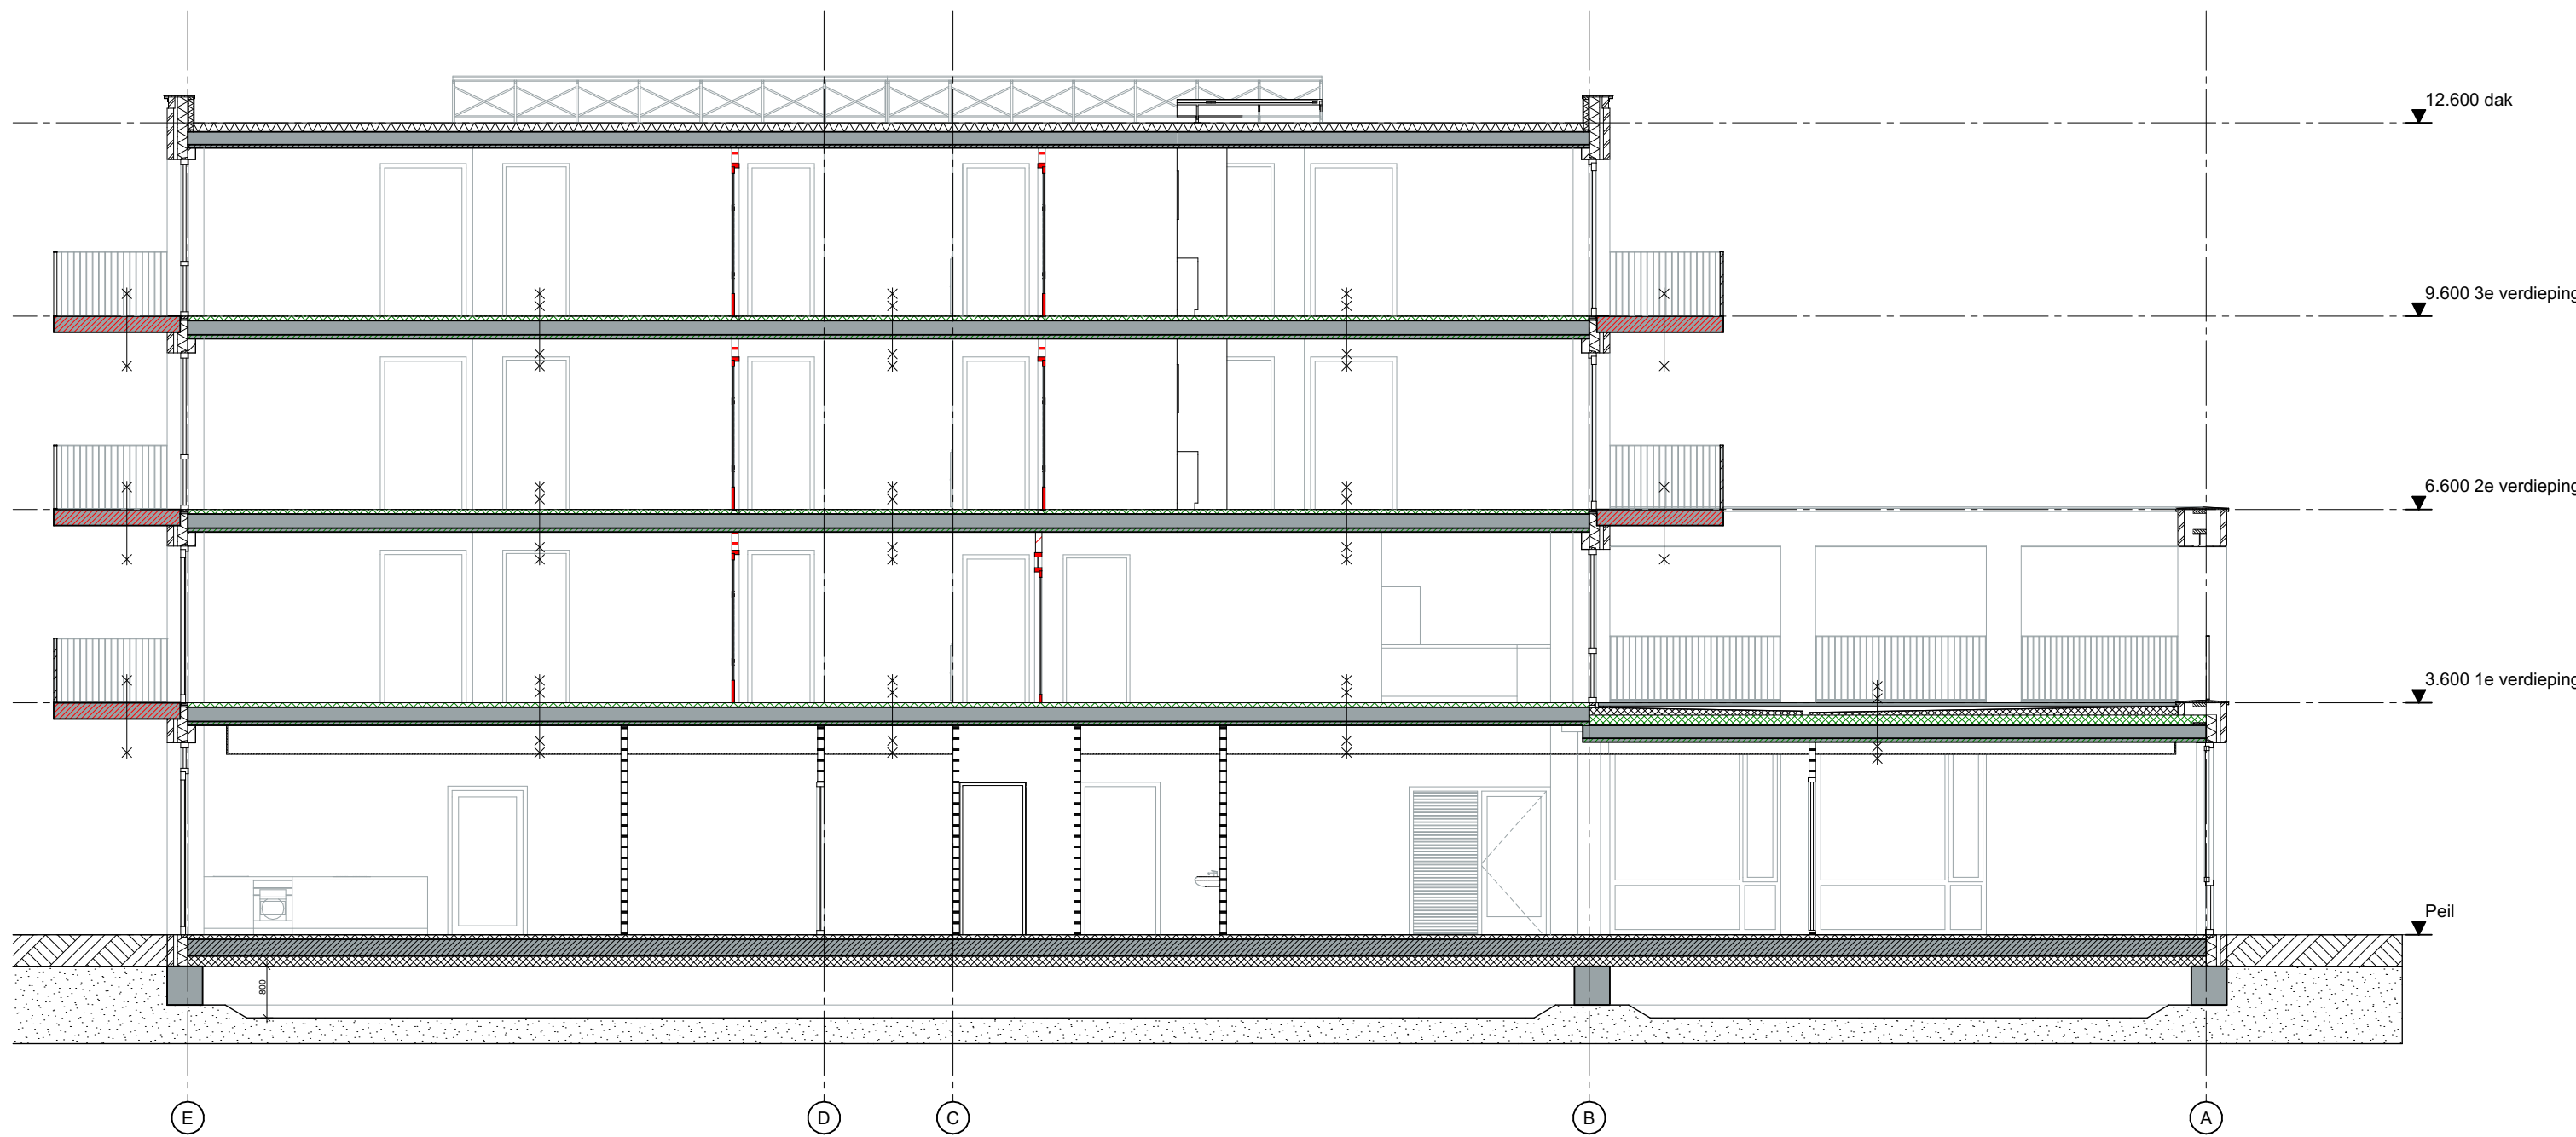 12.600 dak
9.600 3e verdieping
6.600 2e verdieping
3.600 1e verdieping
Peil
800
E
D
C
B
A